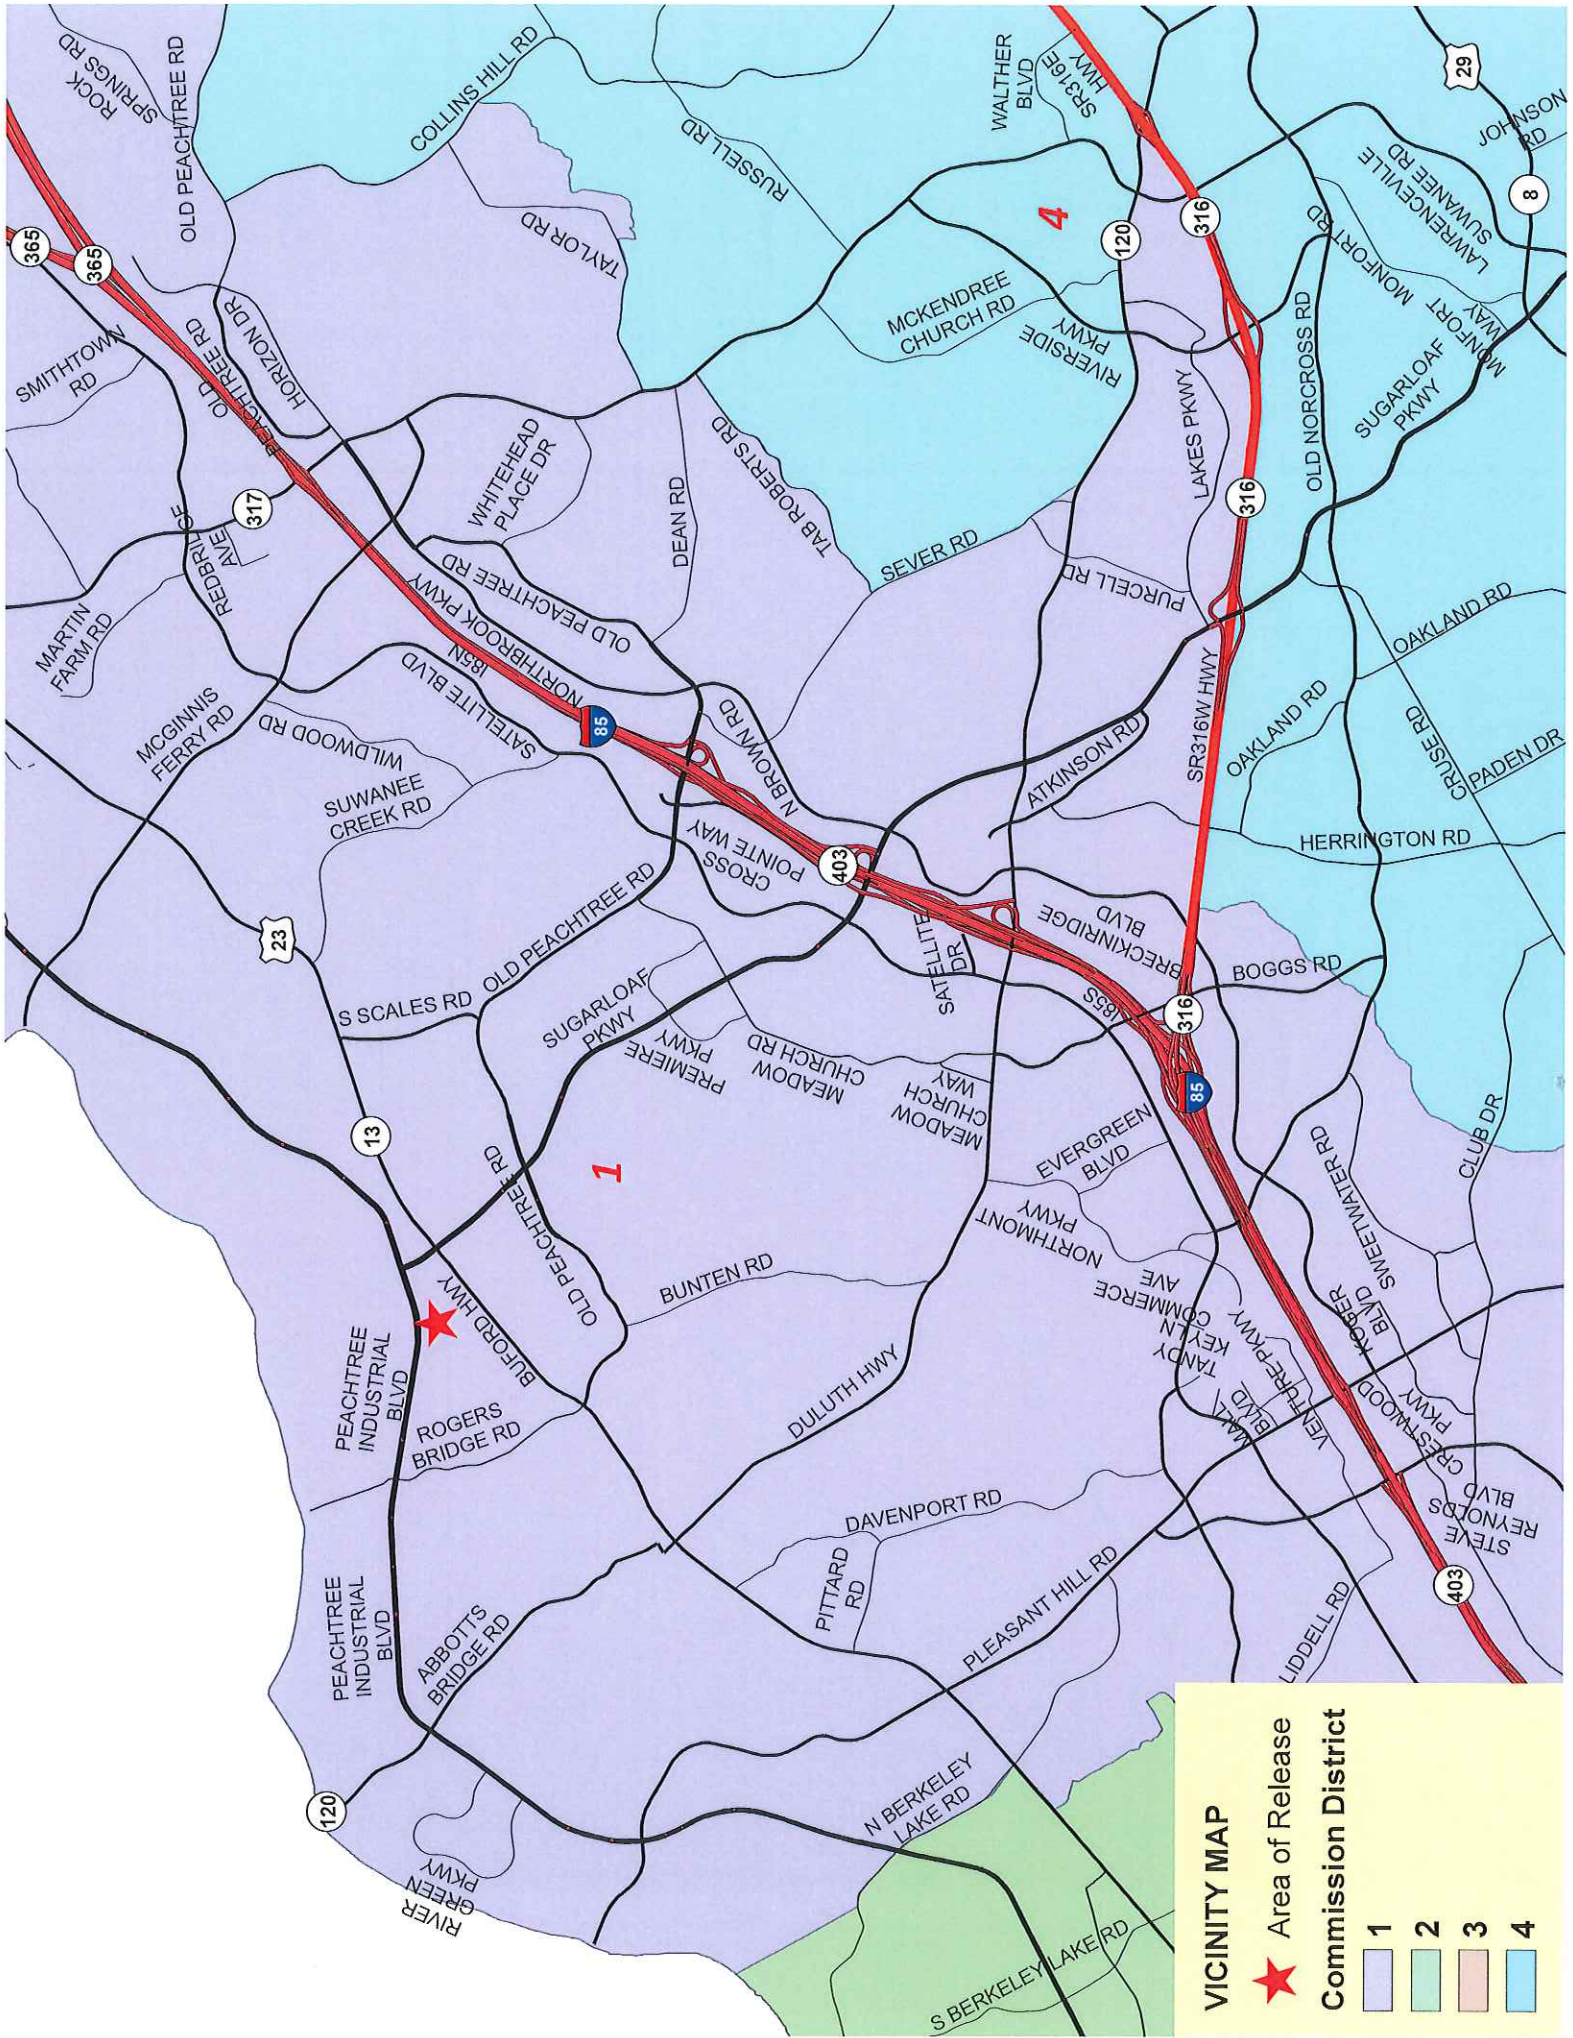 ROCK
SPRINGS RD
OLD PEACHTREE RD
COLLINS HILL RD
RUSSELL RD
WALTHER
BLVD
SR316E
HWY
29
JOHNSON
RD
8
LAWRENCEVILLE
SUWANEE RD
MONFORT RD
MONFORT
WAY
316
120
4
TAYLOR RD
365
365
SMITHTOWN
RD
OLD
PEACHTREE RD
HORIZON DR
MCKENDREE
CHURCH RD
RIVERSIDE
PKWY
LAKES PKWY
OLD NORCROSS RD
SUGARLOAF
PKWY
317
REDBRIDGE
AVE
WHITEHEAD
PLACE DR
DEAN RD
TAB ROBERTS RD
SEVER RD
PURCELL RD
316
OAKLAND RD
MARTIN
FARM RD
MCGINNIS
FERRY RD
WILDWOOD RD
SATELLITE BLVD
I85N
NORTHBROOK PKWY
OLD PEACHTREE RD
85
N BROWN RD
ATKINSON RD
SR316W HWY
OAKLAND RD
CRUSE RD
PADEN DR
HERRINGTON RD
SUWANEE
CREEK RD
CROSS
POINTE WAY
403
23
S SCALES RD
OLD PEACHTREE RD
SUGARLOAF
PKWY
PREMIERE
PKWY
MEADOW
CHURCH RD
MEADOW
CHURCH
WAY
SATELLITE
DR
BRECKINRIDGE
BLVD
I85S
316
BOGGS RD
85
13
1
OLD PEACHTREE RD
OLD PEACHTREE RD
BUNTEN RD
EVERGREEN
BLVD
NORTHMONT
PKWY
COMMERCE
AVE
TANDY
KEY LN
VENTURE PKWY
MALL
BLVD
SWEETWATER RD
CLUB DR
KOGER
BLVD
CRESTWOOD
PKWY
STEVE
REYNOLDS
BLVD
PEACHTREE
INDUSTRIAL
BLVD
BUFORD HWY
ROGERS
BRIDGE RD
DULUTH HWY
DAVENPORT RD
PITTARD
RD
PLEASANT HILL RD
403
LIDDELL RD
PEACHTREE
INDUSTRIAL
BLVD
ABBOTTS
BRIDGE RD
120
RIVER
GREEN
PKWY
N BERKELEY
LAKE RD
S BERKELEY LAKE RD
VICINITY MAP
Area of Release
Commission District
1
2
3
4